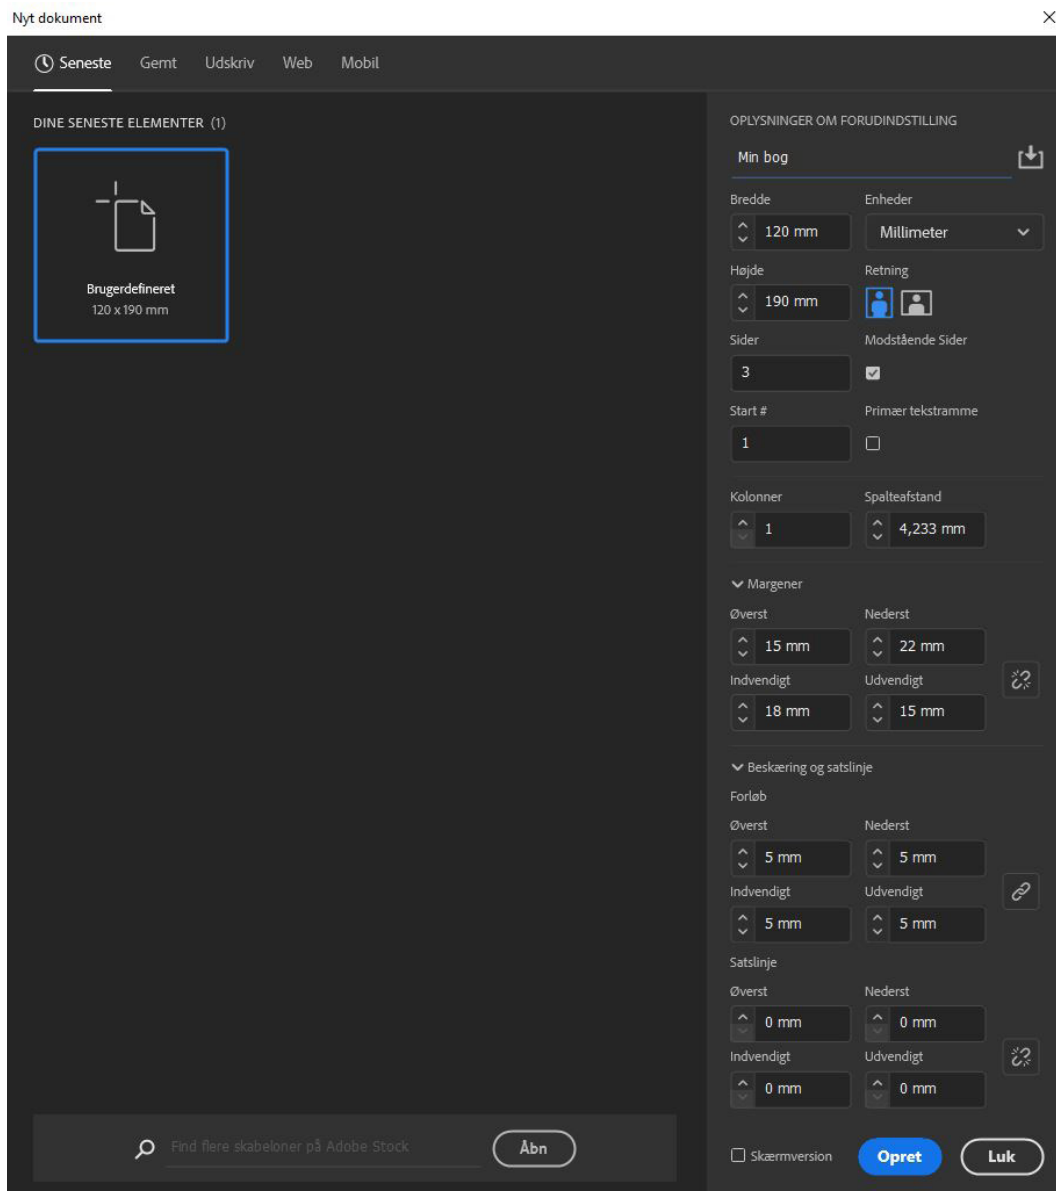 Nyt dokument
Seneste Gemt Udskriv Web Mobil
DINE SENESTE ELEMENTER (1)
Brugerdefineret
120 x 190 mm
Find flere skabeloner på Adobe Stock Åbn
OPLYSNINGER OM FORUDINDSTILLING
Min bog
Bredde Enheder
120 mm Millimeter
Højde Retning
190 mm
Sider Modstående Sider
3
Start # Primær tekstramme
1
Kolonner Spalteafstand
1 4,233 mm
Margener
Øverst Nederst
15 mm 22 mm
Indvendigt Udvendigt
18 mm 15 mm
Beskæring og satslinje
Forløb
Øverst Nederst
5 mm 5 mm
Indvendigt Udvendigt
5 mm 5 mm
Satslinje
Øverst Nederst
0 mm 0 mm
Indvendigt Udvendigt
0 mm 0 mm
Skærmversion Opret Luk